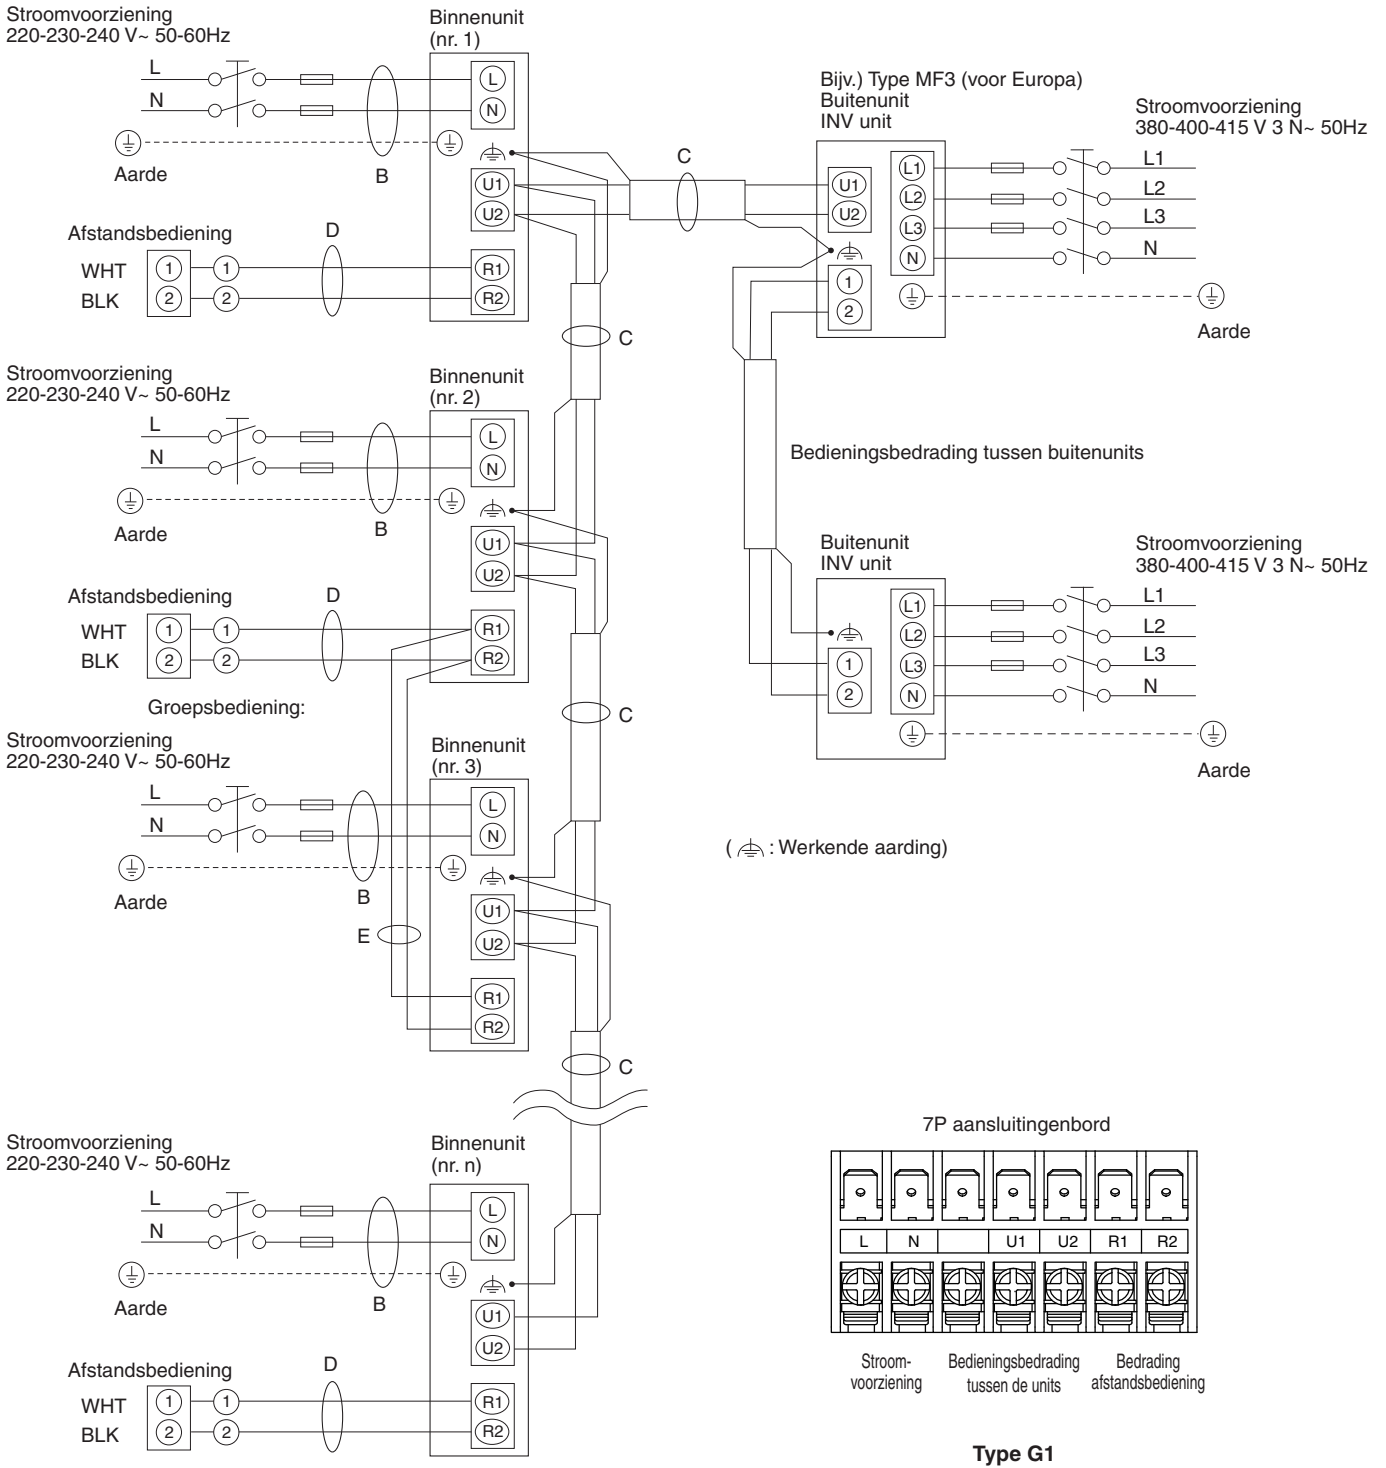 Stroomvoorziening
220-230-240 V~ 50-60Hz
L
N
Aarde
B
Binnenunit
(nr. 1)
L
N
U1
U2
R1
R2
Afstandsbediening
WHT
BLK
1
2
1
2
D
C
C
Bijv.) Type MF3 (voor Europa)
Buitenunit
INV unit
U1
U2
1
2
L1
L2
L3
N
Stroomvoorziening
380-400-415 V 3 N~ 50Hz
L1
L2
L3
N
Aarde
Stroomvoorziening
220-230-240 V~ 50-60Hz
L
N
Aarde
B
Binnenunit
(nr. 2)
L
N
U1
U2
R1
R2
Afstandsbediening
WHT
BLK
1
2
1
2
D
C
Bedieningsbedrading tussen buitenunits
Buitenunit
INV unit
1
2
L1
L2
L3
N
Stroomvoorziening
380-400-415 V 3 N~ 50Hz
L1
L2
L3
N
Aarde
Groepsbediening:
Stroomvoorziening
220-230-240 V~ 50-60Hz
L
N
Aarde
B
E
Binnenunit
(nr. 3)
L
N
U1
U2
R1
R2
C
( : Werkende aarding)
Stroomvoorziening
220-230-240 V~ 50-60Hz
L
N
Aarde
B
Binnenunit
(nr. n)
L
N
U1
U2
R1
R2
Afstandsbediening
WHT
BLK
1
2
1
2
D
7P aansluitingenbord
L N U1 U2 R1 R2
Stroom-
voorziening
Bedieningsbedrading
tussen de units
Bedrading
afstandsbediening
Type G1